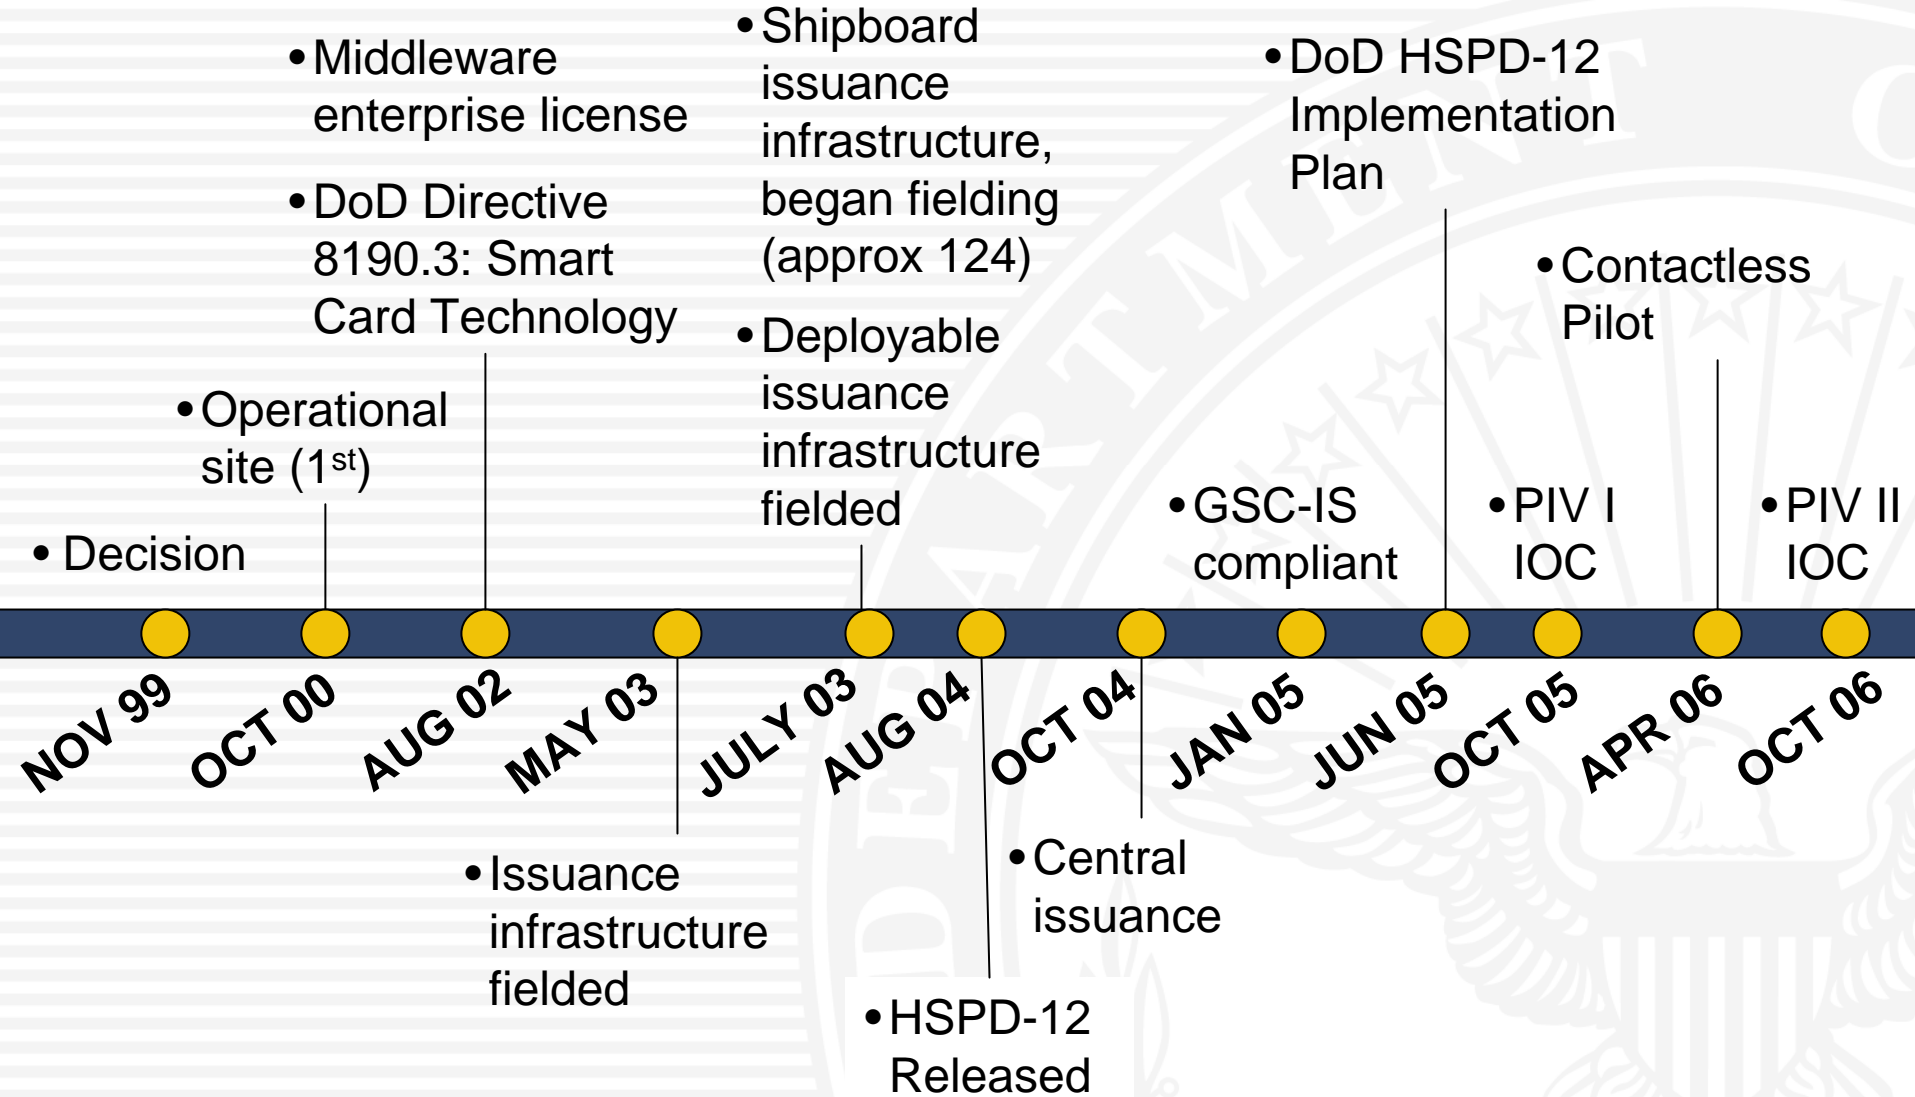 • Middleware
enterprise license
• DoD Directive
8190.3: Smart
Card Technology
• Shipboard
issuance
infrastructure,
began fielding
(approx 124)
• Deployable
issuance
infrastructure
fielded
• DoD HSPD-12
Implementation
Plan
• Contactless
Pilot
• Operational
site (1st)
• Decision
• GSC-IS
compliant
• PIV I
IOC
• PIV II
IOC
NOV 99
OCT 00
AUG 02
MAY 03
JULY 03
AUG 04
OCT 04
JAN 05
JUN 05
OCT 05
APR 06
OCT 06
• Issuance
infrastructure
fielded
• Central
issuance
• HSPD-12
Released
DEPARTMENT